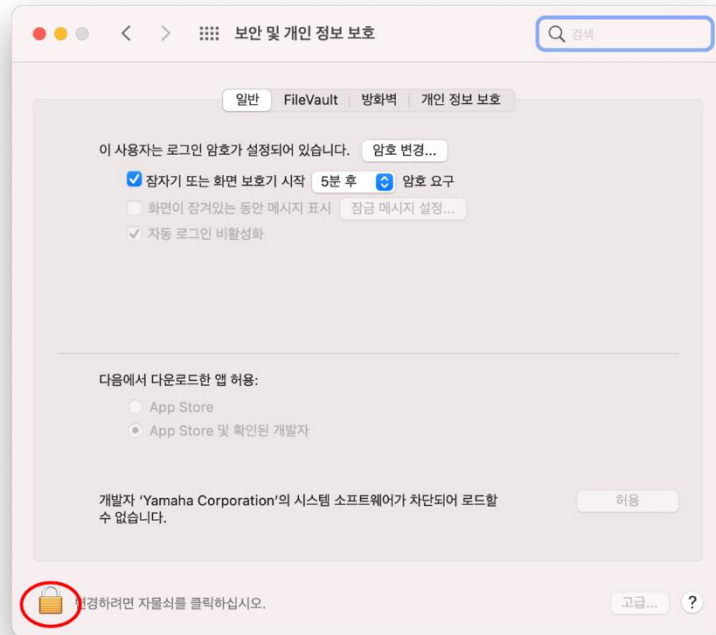 보안 및 개인 정보 보호
검색
일반 FileVault 방화벽 개인 정보 보호
이 사용자는 로그인 암호가 설정되어 있습니다. 암호 변경...
잠자기 또는 화면 보호기 시작 5분 후 암호 요구
화면이 잠겨있는 동안 메시지 표시 잠금 메시지 설정...
자동 로그인 비활성화
다음에서 다운로드한 앱 허용:
App Store
App Store 및 확인된 개발자
개발자 ‘Yamaha Corporation’의 시스템 소프트웨어가 차단되어 로드할
수 없습니다.
허용
변경하려면 자물쇠를 클릭하십시오.
고급... ?